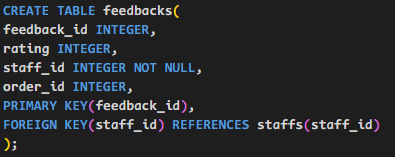 CREATE TABLE feedbacks(
feedback_id INTEGER,
rating INTEGER,
staff_id INTEGER NOT NULL,
order_id INTEGER,
PRIMARY KEY(feedback_id),
FOREIGN KEY(staff_id) REFERENCES staffs(staff_id)
);